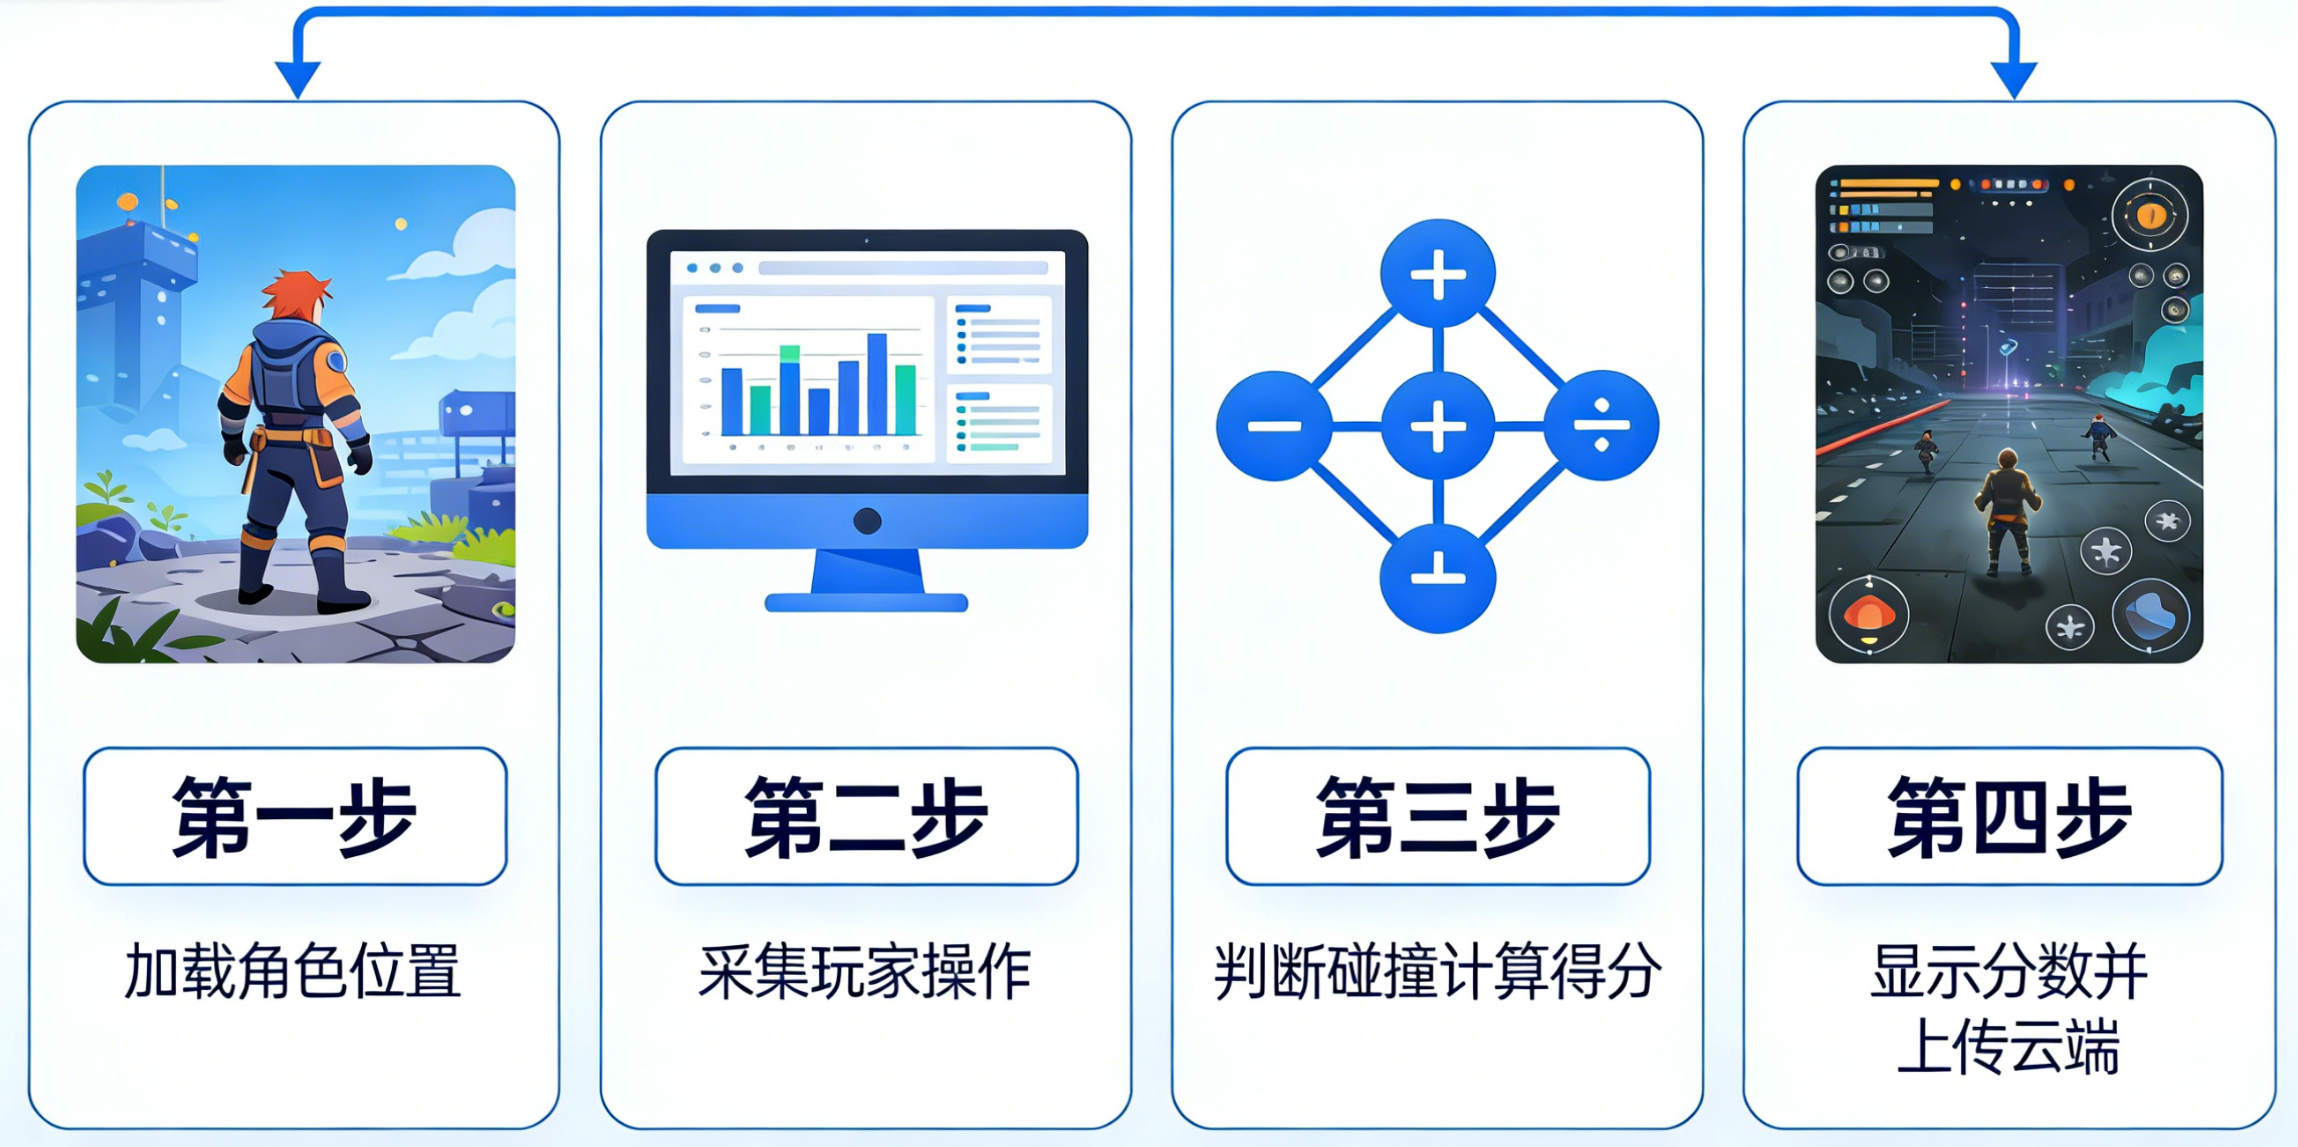 第一步
加载角色位置
第二步
采集玩家操作
第三步
判断碰撞计算得分
第四步
显示分数并
上传云端